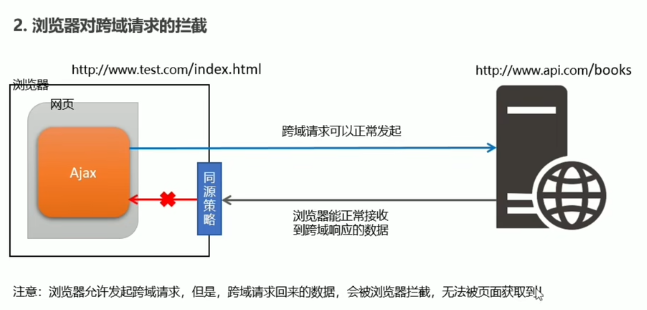 2. 浏览器对跨域请求的拦截
http://www.test.com/index.html
http://www.api.com/books
浏览器
网页
Ajax
跨域请求可以正常发起
同源策略
浏览器能正常接收
到跨域响应的数据
注意：浏览器允许发起跨域请求，但是，跨域请求回来的数据，会被浏览器拦截，无法被页面获取到！